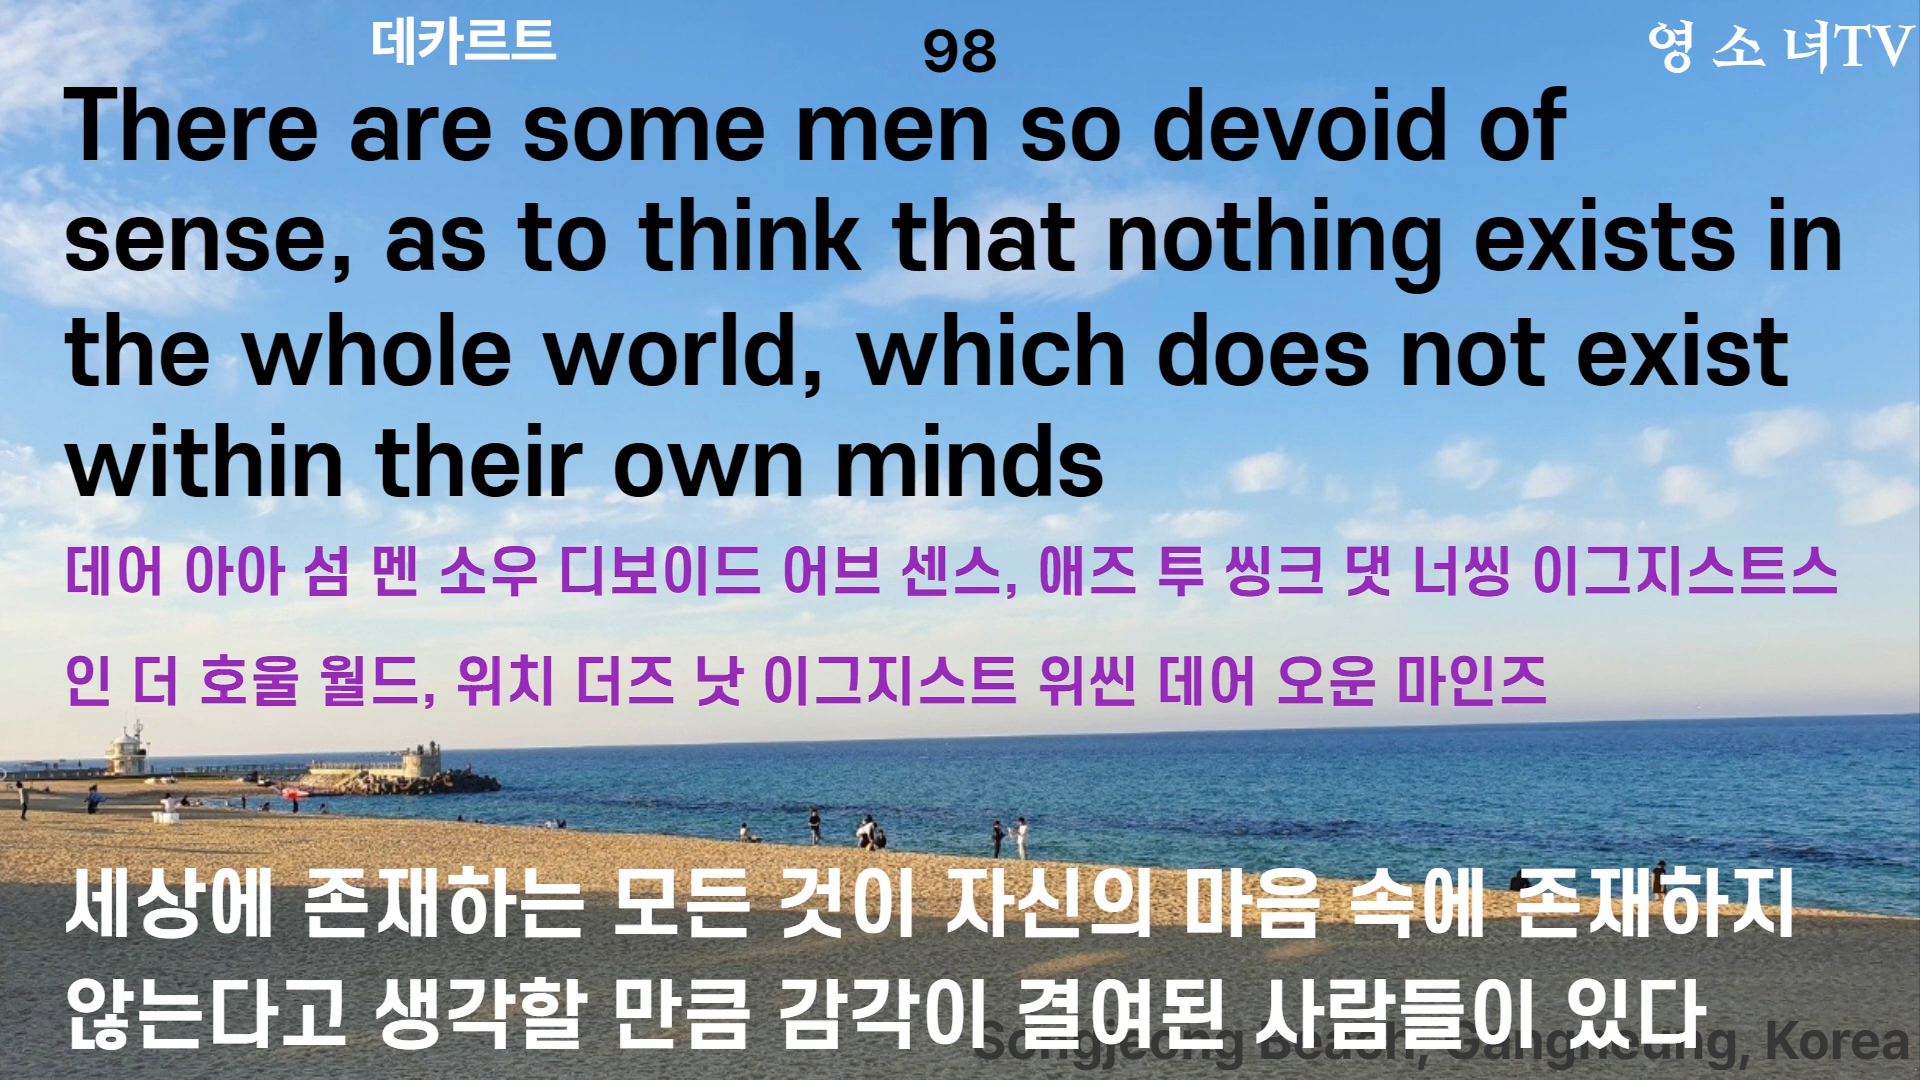 데카르트
98
영 소 녀TV
There are some men so devoid of
sense, as to think that nothing exists in
the whole world, which does not exist
within their own minds
데어 아아 섬 멘 소우 디보이드 어브 센스, 애즈 투 씽크 댓 너씽 이그지스트스
인 더 호울 월드, 위치 더즈 낫 이그지스트 위씬 데어 오운 마인즈
세상에 존재하는 모든 것이 자신의 마음 속에 존재하지
않는다고 생각할 만큼 감각이 결여된 사람들이 있다
Songjeong Beach, Gangneung, Korea